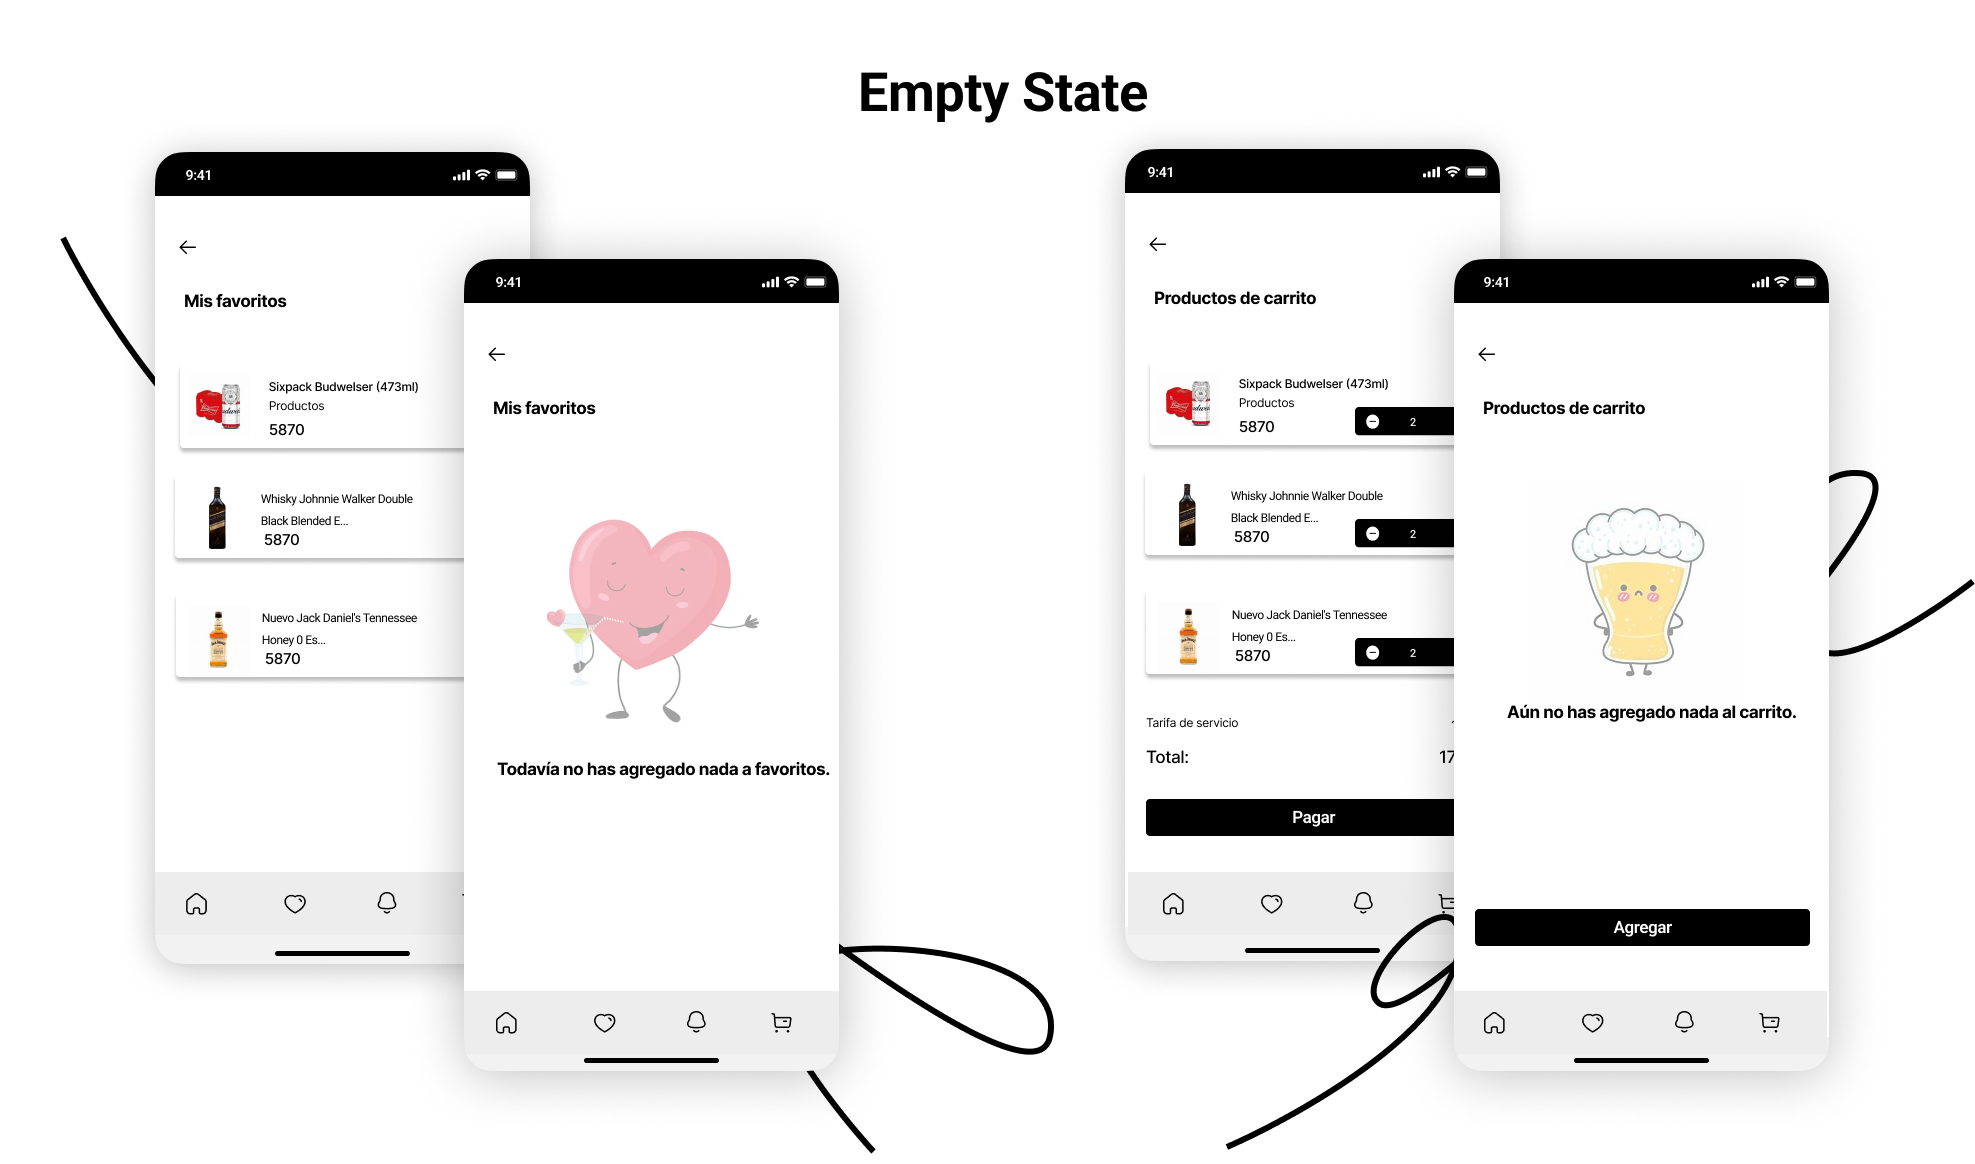 Empty State
9:41
Mis favoritos
Sixpack Budwelser (473ml)
Productos
5870
Whisky Johnnie Walker Double
Black Blended E...
5870
Nuevo Jack Daniel's Tennessee
Honey 0 Es...
5870
9:41
Mis favoritos
Todavía no has agregado nada a favoritos.
9:41
Productos de carrito
Sixpack Budwelser (473ml)
Productos
5870
2
Whisky Johnnie Walker Double
Black Blended E...
5870
2
Nuevo Jack Daniel's Tennessee
Honey 0 Es...
5870
2
Tarifa de servicio
Total:
17
Pagar
9:41
Productos de carrito
Aún no has agregado nada al carrito.
Agregar